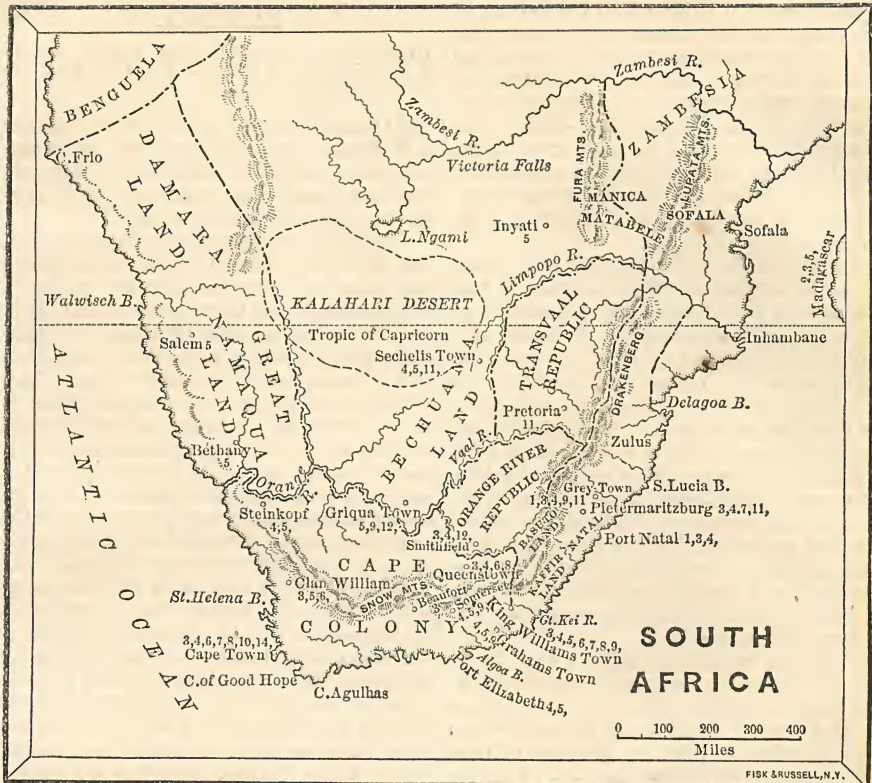 BENGUELA
Zambesi R.
ZAMBESIA
C.Frio
DAMARA
LAND
Zambesi R.
Victoria Falls
FURA MTS.
LUPATA MTS.
MANICA
MATABELE
SOFALA
Sofala
Inyati
5
L.Ngami
Limpopo R.
2,3,5,
Madagascar
Walwisch B.
KALAHARI DESERT
Tropic of Capricorn
Salem 5
Sechelis Town
4,5,11,
TRANSVAAL
REPUBLIC
Inhambane
GREAT
NAMAQUA
LAND
BECHUANA
LAND
DRAKENBERG
Delagoa B.
Pretoria
11
Vaal R.
Zulus
Bethany
5
Orange R.
ORANGE RIVER
REPUBLIC
Grey Town
1,3,4,9,11
S.Lucia B.
Steinkopf
4,5,
Griqua Town
5,9,12,
3,4,12,
Smithfield
BASUTO
LAND
Pietermaritzburg 3,4.7,11,
NATAL
Port Natal 1,3,4,
KAFFIR
LAND
CAPE
COLONY
3,4,6,8
Queenstown
Clan William
3,5,6,
SNOW MTS.
Beaufort
3
Somerset
4,5,9
St.Helena B.
Gt.Kei R.
3,4,5,6,7,8,9,
King Williams Town
4,5,9
Grahams Town
3,4,6,7,8,10,14,
Cape Town
Algoa B.
Port Elizabeth 4,5,
C.of Good Hope
C.Agulhas
ATLANTIC OCEAN
SOUTH
AFRICA
0 100 200 300 400
Miles
FISK & RUSSELL, N.Y.